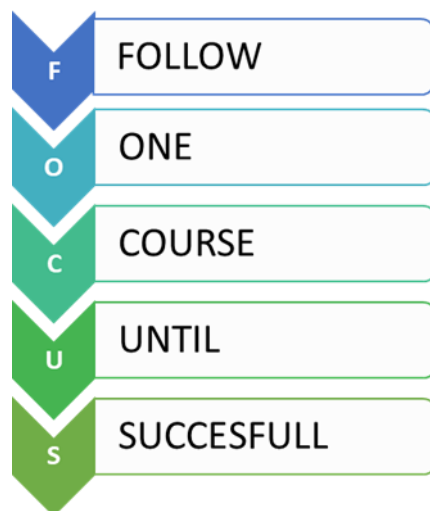 F FOLLOW
O ONE
C COURSE
U UNTIL
S SUCCESFULL